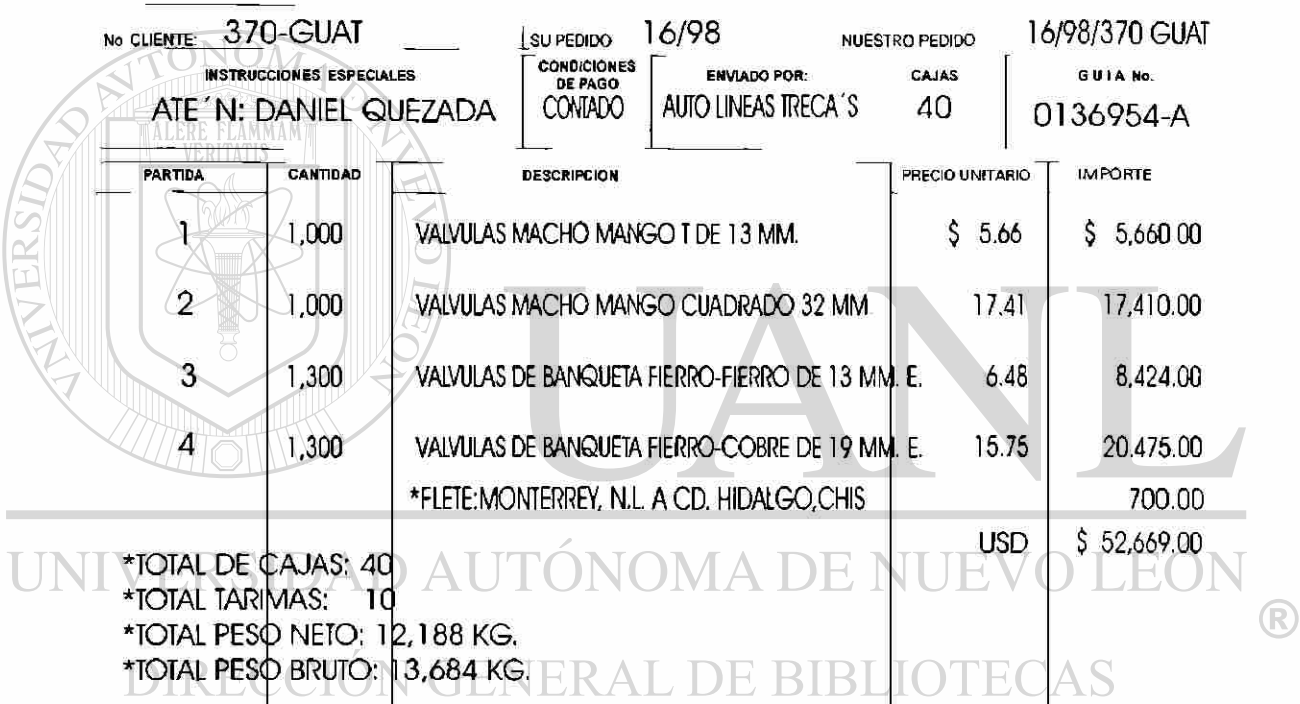 No CLIENTE: 370-GUAT SU PEDIDO 16/98 NUESTRO PEDIDO 16/98/370 GUAT
INSTRUCCIONES ESPECIALES CONDICIONES DE PAGO ENVIADO POR: CAJAS GUIA No.
ATE´N: DANIEL QUEZADA CONTADO AUTO LINEAS TRECA´S 40 0136954-A
ALERE FLAMMAM
VERITATIS
PARTIDA CANTIDAD DESCRIPCION PRECIO UNITARIO IMPORTE
1 1,000 VALVULAS MACHO MANGO T DE 13 MM. $ 5.66 $ 5,660 00
2 1,000 VALVULAS MACHO MANGO CUADRADO 32 MM 17.41 17,410.00
3 1,300 VALVULAS DE BANQUETA FIERRO-FIERRO DE 13 MM. E. 6.48 8,424.00
4 1,300 VALVULAS DE BANQUETA FIERRO-COBRE DE 19 MM. E. 15.75 20.475.00
*FLETE:MONTERREY, N.L. A CD. HIDALGO,CHIS 700.00
USD $ 52,669.00
*TOTAL DE CAJAS: 40
*TOTAL TARIMAS: 10
*TOTAL PESO NETO: 12,188 KG.
*TOTAL PESO BRUTO: 13,684 KG.
UNIVERSIDAD AUTONOMA DE NUEVO LEON
UANL
UNIVERSIDAD AUTÓNOMA DE NUEVO LEÓN
®
DIRECCIÓN GENERAL DE BIBLIOTECAS